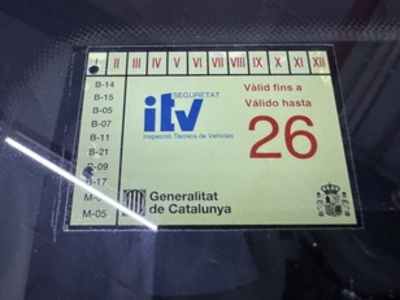 I II III IV V VI VII VIII IX X XI XII
B-14
B-15
B-05
B-07
B-11
B-21
B-09
B-17
M-05
SEGURETAT
itv
Inspecció Tècnica de Vehicles
Vàlid fins a
Válido hasta
26
Generalitat
de Catalunya